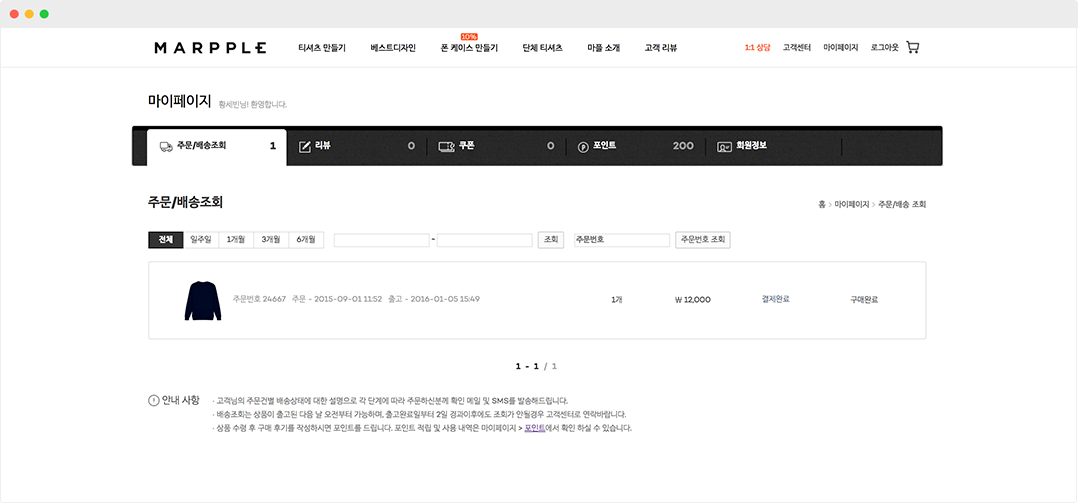 10%
MARPPLE 티셔츠 만들기 베스트디자인 폰 케이스 만들기 단체 티셔츠 마플 소개 고객 리뷰 1:1 상담 고객센터 마이페이지 로그아웃
마이페이지 황세빈님! 환영합니다.
주문/배송조회 1 리뷰 0 쿠폰 0 P 포인트 200 회원정보
주문/배송조회 홈 > 마이페이지 > 주문/배송 조회
전체 일주일 1개월 3개월 6개월 - 조회 주문번호 주문번호 조회
주문번호 24667 주문 - 2015-09-01 11:52 출고 - 2016-01-05 15:49 1개 ₩ 12,000 결제완료 구매완료
1 - 1 / 1
! 안내 사항 · 고객님의 주문건별 배송상태에 대한 설명으로 각 단계에 따라 주문하신분께 확인 메일 및 SMS를 발송해드립니다.
· 배송조회는 상품이 출고된 다음 날 오전부터 가능하며, 출고완료일부터 2일 경과이후에도 조회가 안될경우 고객센터로 연락바랍니다.
· 상품 수령 후 구매 후기를 작성하시면 포인트를 드립니다. 포인트 적립 및 사용 내역은 마이페이지 > 포인트에서 확인 하실 수 있습니다.